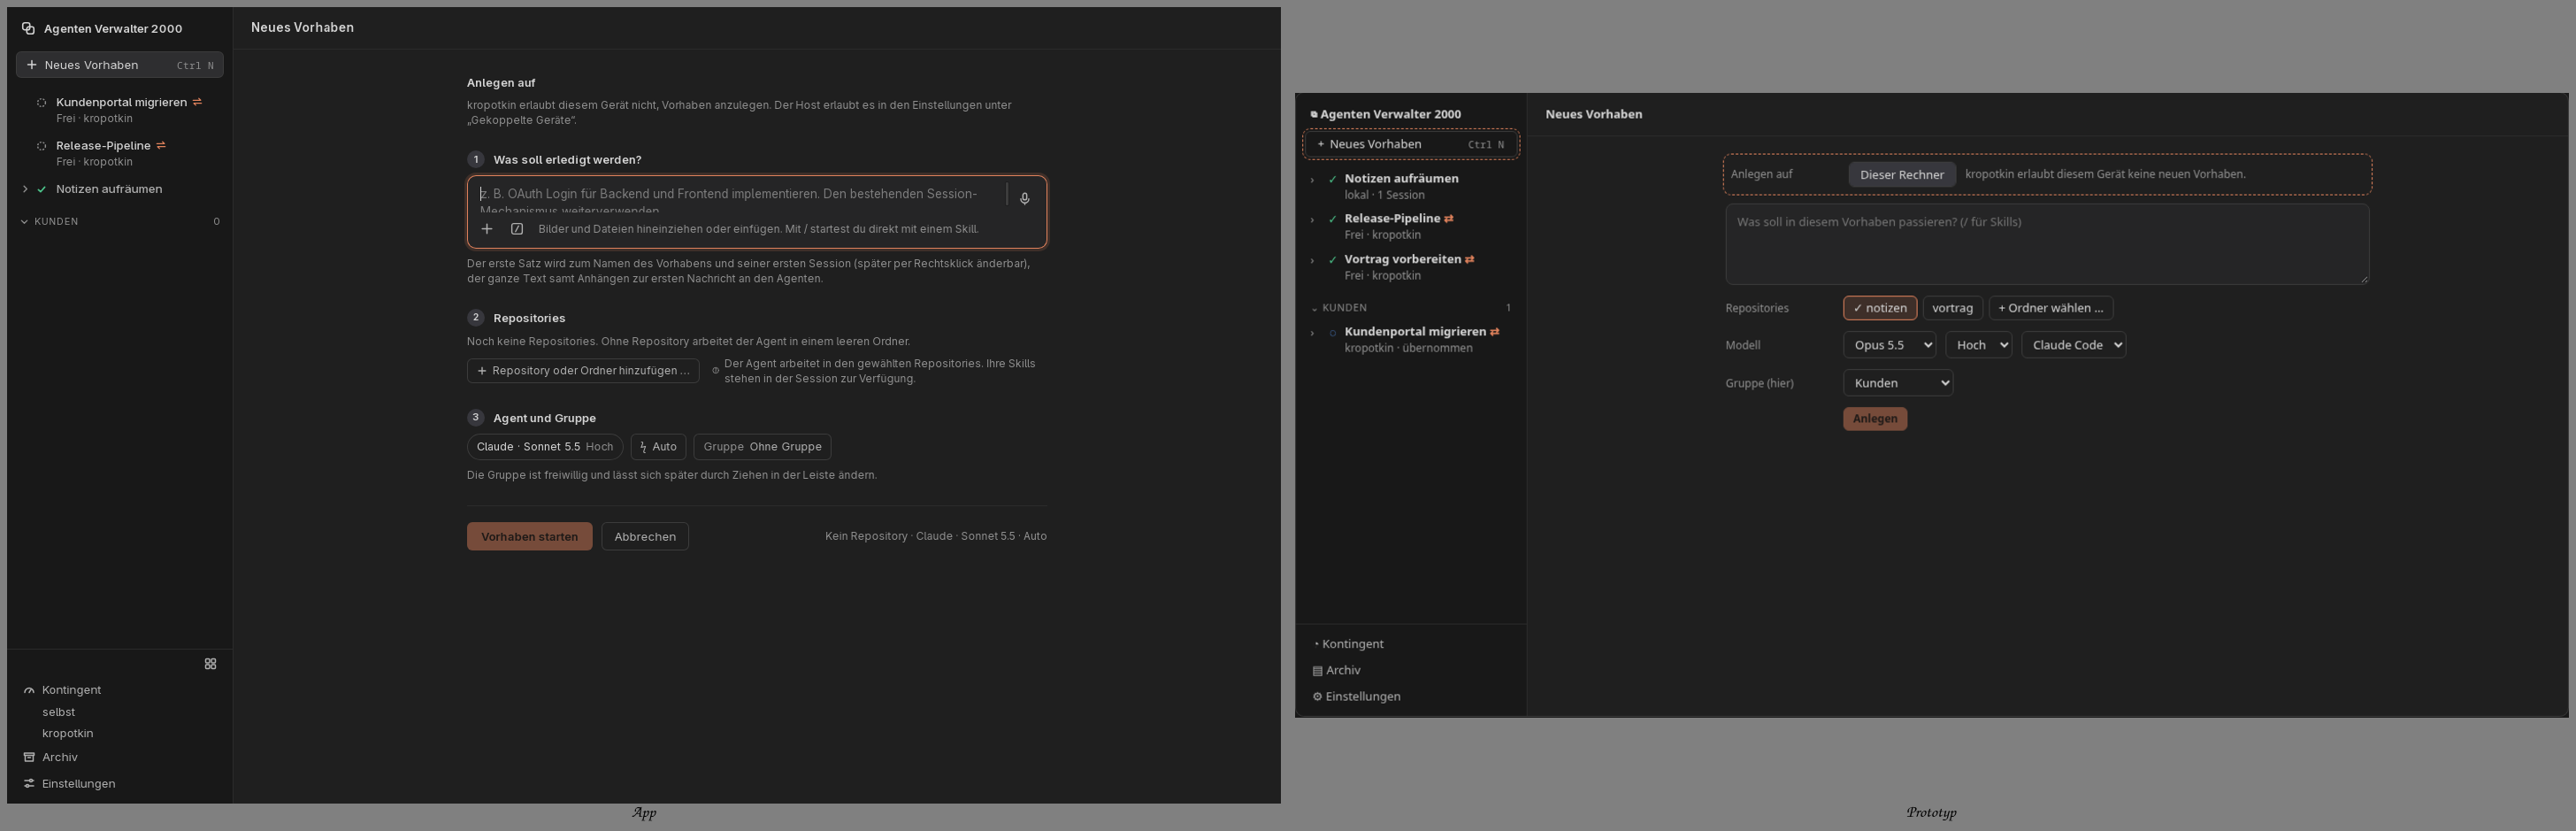 Agenten Verwalter 2000
Neues Vorhaben Ctrl N
Kundenportal migrieren ⇄
Frei · kropotkin
Release-Pipeline ⇄
Frei · kropotkin
Notizen aufräumen
KUNDEN 0
Kontingent
selbst
kropotkin
Archiv
Einstellungen
Neues Vorhaben
Anlegen auf
kropotkin erlaubt diesem Gerät nicht, Vorhaben anzulegen. Der Host erlaubt es in den Einstellungen unter
„Gekoppelte Geräte“.
1 Was soll erledigt werden?
z. B. OAuth Login für Backend und Frontend implementieren. Den bestehenden Session-
Mechanismus weiterverwenden
Bilder und Dateien hineinziehen oder einfügen. Mit / startest du direkt mit einem Skill.
Der erste Satz wird zum Namen des Vorhabens und seiner ersten Session (später per Rechtsklick änderbar),
der ganze Text samt Anhängen zur ersten Nachricht an den Agenten.
2 Repositories
Noch keine Repositories. Ohne Repository arbeitet der Agent in einem leeren Ordner.
+ Repository oder Ordner hinzufügen …
Der Agent arbeitet in den gewählten Repositories. Ihre Skills
stehen in der Session zur Verfügung.
3 Agent und Gruppe
Claude · Sonnet 5.5 Hoch Auto Gruppe Ohne Gruppe
Die Gruppe ist freiwillig und lässt sich später durch Ziehen in der Leiste ändern.
Vorhaben starten Abbrechen Kein Repository · Claude · Sonnet 5.5 · Auto
App
Agenten Verwalter 2000
+ Neues Vorhaben Ctrl N
✓ Notizen aufräumen
lokal · 1 Session
✓ Release-Pipeline ⇄
Frei · kropotkin
✓ Vortrag vorbereiten ⇄
Frei · kropotkin
KUNDEN 1
Kundenportal migrieren ⇄
kropotkin · übernommen
Kontingent
Archiv
Einstellungen
Neues Vorhaben
Anlegen auf Dieser Rechner kropotkin erlaubt diesem Gerät keine neuen Vorhaben.
Was soll in diesem Vorhaben passieren? (/ für Skills)
Repositories ✓ notizen vortrag + Ordner wählen ...
Modell Opus 5.5 Hoch Claude Code
Gruppe (hier) Kunden
Anlegen
Prototyp